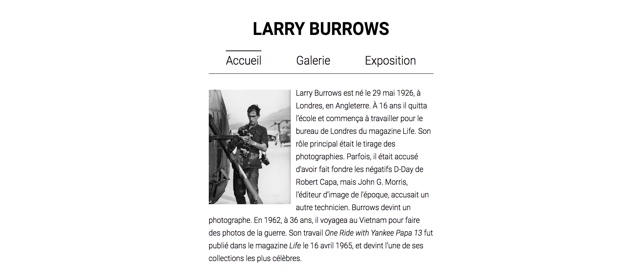 LARRY BURROWS
Accueil
Galerie
Exposition
Larry Burrows est né le 29 mai 1926, à
Londres, en Angleterre. À 16 ans il quitta
l'école et commença à travailler pour le
bureau de Londres du magazine Life. Son
rôle principal était le tirage des
photographies. Parfois, il était accusé
d'avoir fait fondre les négatifs D-Day de
Robert Capa, mais John G. Morris,
l'éditeur d'image de l'époque, accusait un
autre technicien. Burrows devint un
photographe. En 1962, à 36 ans, il voyagea au Vietnam pour faire
des photos de la guerre. Son travail One Ride with Yankee Papa 13 fut
publié dans le magazine Life le 16 avril 1965, et devint l'une de ses
collections les plus célèbres.